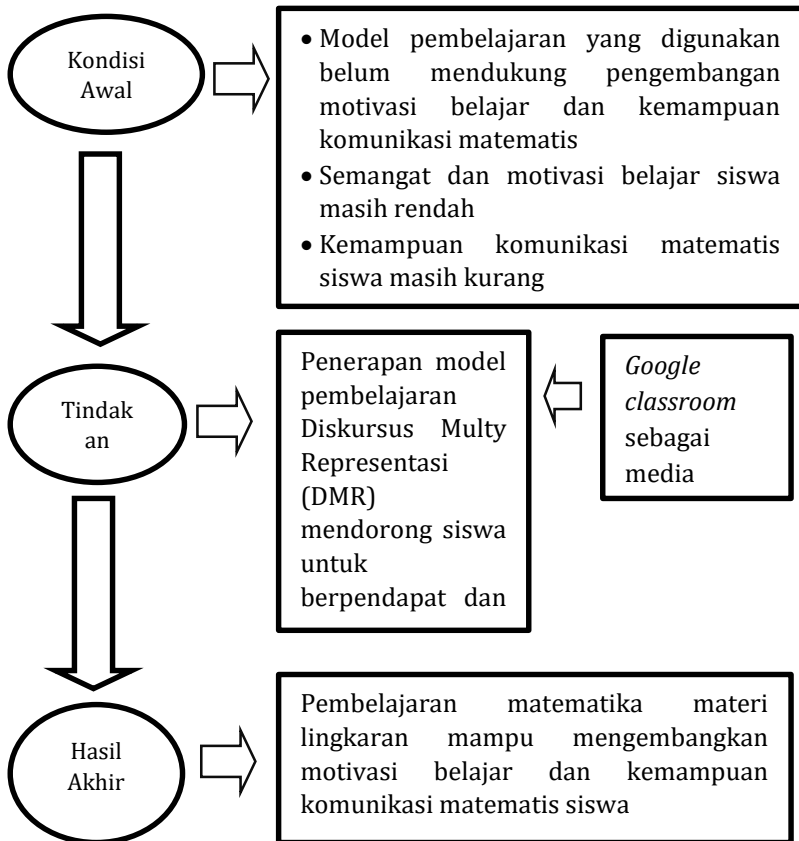 Kondisi
Awal
• Model pembelajaran yang digunakan
belum mendukung pengembangan
motivasi belajar dan kemampuan
komunikasi matematis
• Semangat dan motivasi belajar siswa
masih rendah
• Kemampuan komunikasi matematis
siswa masih kurang
Tindak
an
Penerapan model
pembelajaran
Diskursus Multy
Representasi
(DMR)
mendorong siswa
untuk
berpendapat dan
Google
classroom
sebagai
media
Hasil
Akhir
Pembelajaran matematika materi
lingkaran mampu mengembangkan
motivasi belajar dan kemampuan
komunikasi matematis siswa